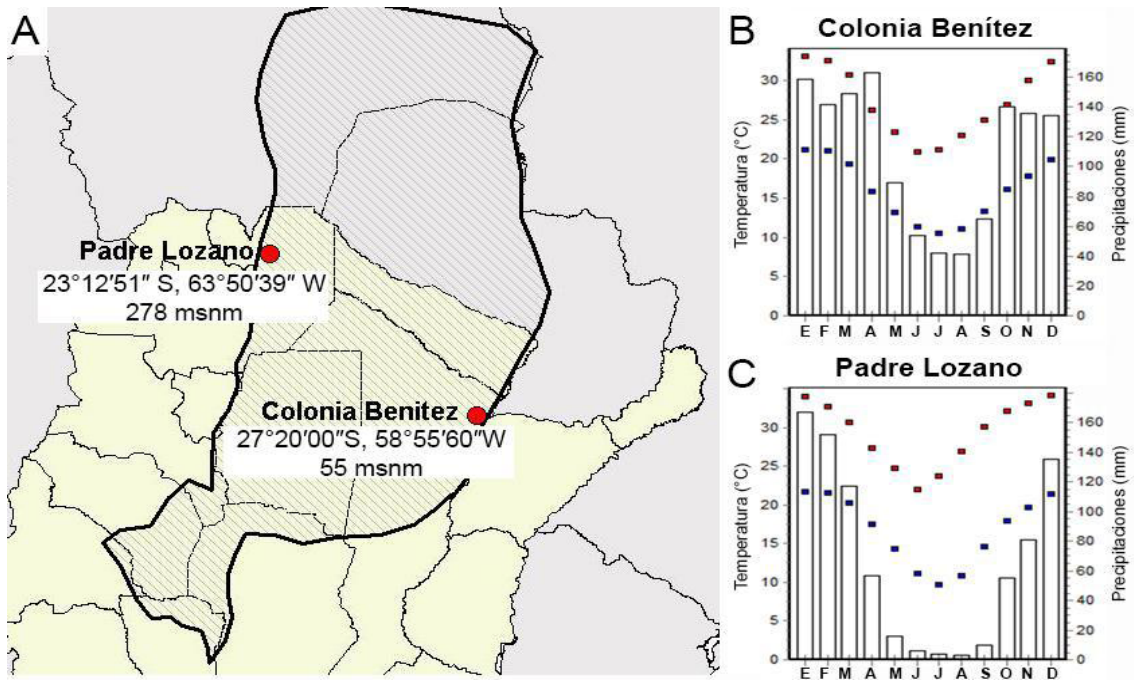 A
Padre Lozano
23°12′51″ S, 63°50′39″ W
278 msnm
Colonia Benitez
27°20′00″S, 58°55′60″W
55 msnm
B
Colonia Benítez
Temperatura (°C)
30
25
20
15
10
5
0
160
140
120
100
80
60
40
20
0
Precipitaciones (mm)
E F M A M J J A S O N D
C
Padre Lozano
Temperatura (°C)
30
25
20
15
10
5
0
160
140
120
100
80
60
40
20
0
Precipitaciones (mm)
E F M A M J J A S O N D